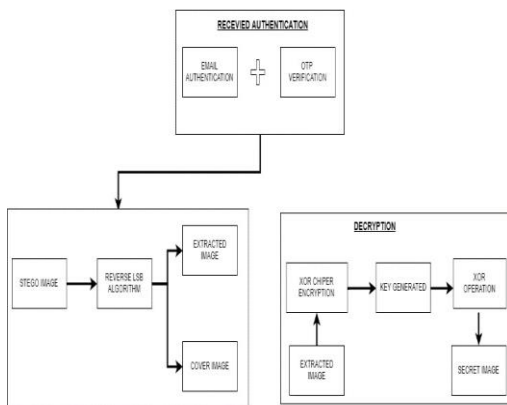 RECEVIED AUTHENTICATION
EMAIL
AUTHENTICATION
OTP
VERIFICATION
STEGO IMAGE
REVERSE LSB
ALGORITHM
EXTRACTED
IMAGE
COVER IMAGE
DECRYPTION
XOR CHIPER
ENCRYPTION
KEY GENERATED
XOR
OPERATION
EXTRACTED
IMAGE
SECRET IMAGE